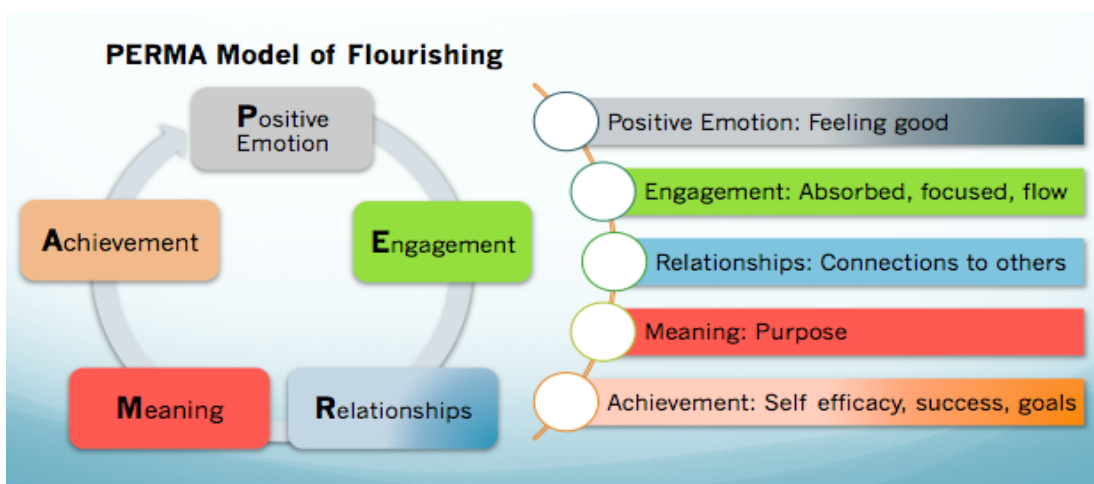 PERMA Model of Flourishing
Positive
Emotion
Engagement
Relationships
Meaning
Achievement
Positive Emotion: Feeling good
Engagement: Absorbed, focused, flow
Relationships: Connections to others
Meaning: Purpose
Achievement: Self efficacy, success, goals